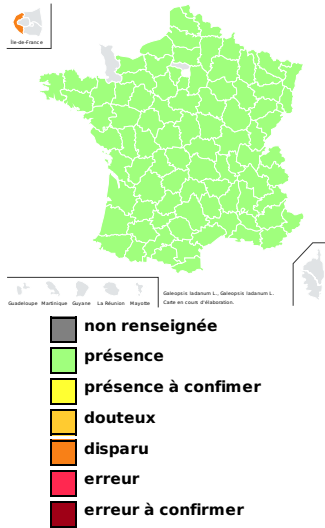 Île-de-France
Guadeloupe Martinique Guyane La Réunion Mayotte
Galeopsis ladanum L., Galeopsis ladanum L.
Carte en cours d'élaboration.
non renseignée
présence
présence à confimer
douteux
disparu
erreur
erreur à confirmer